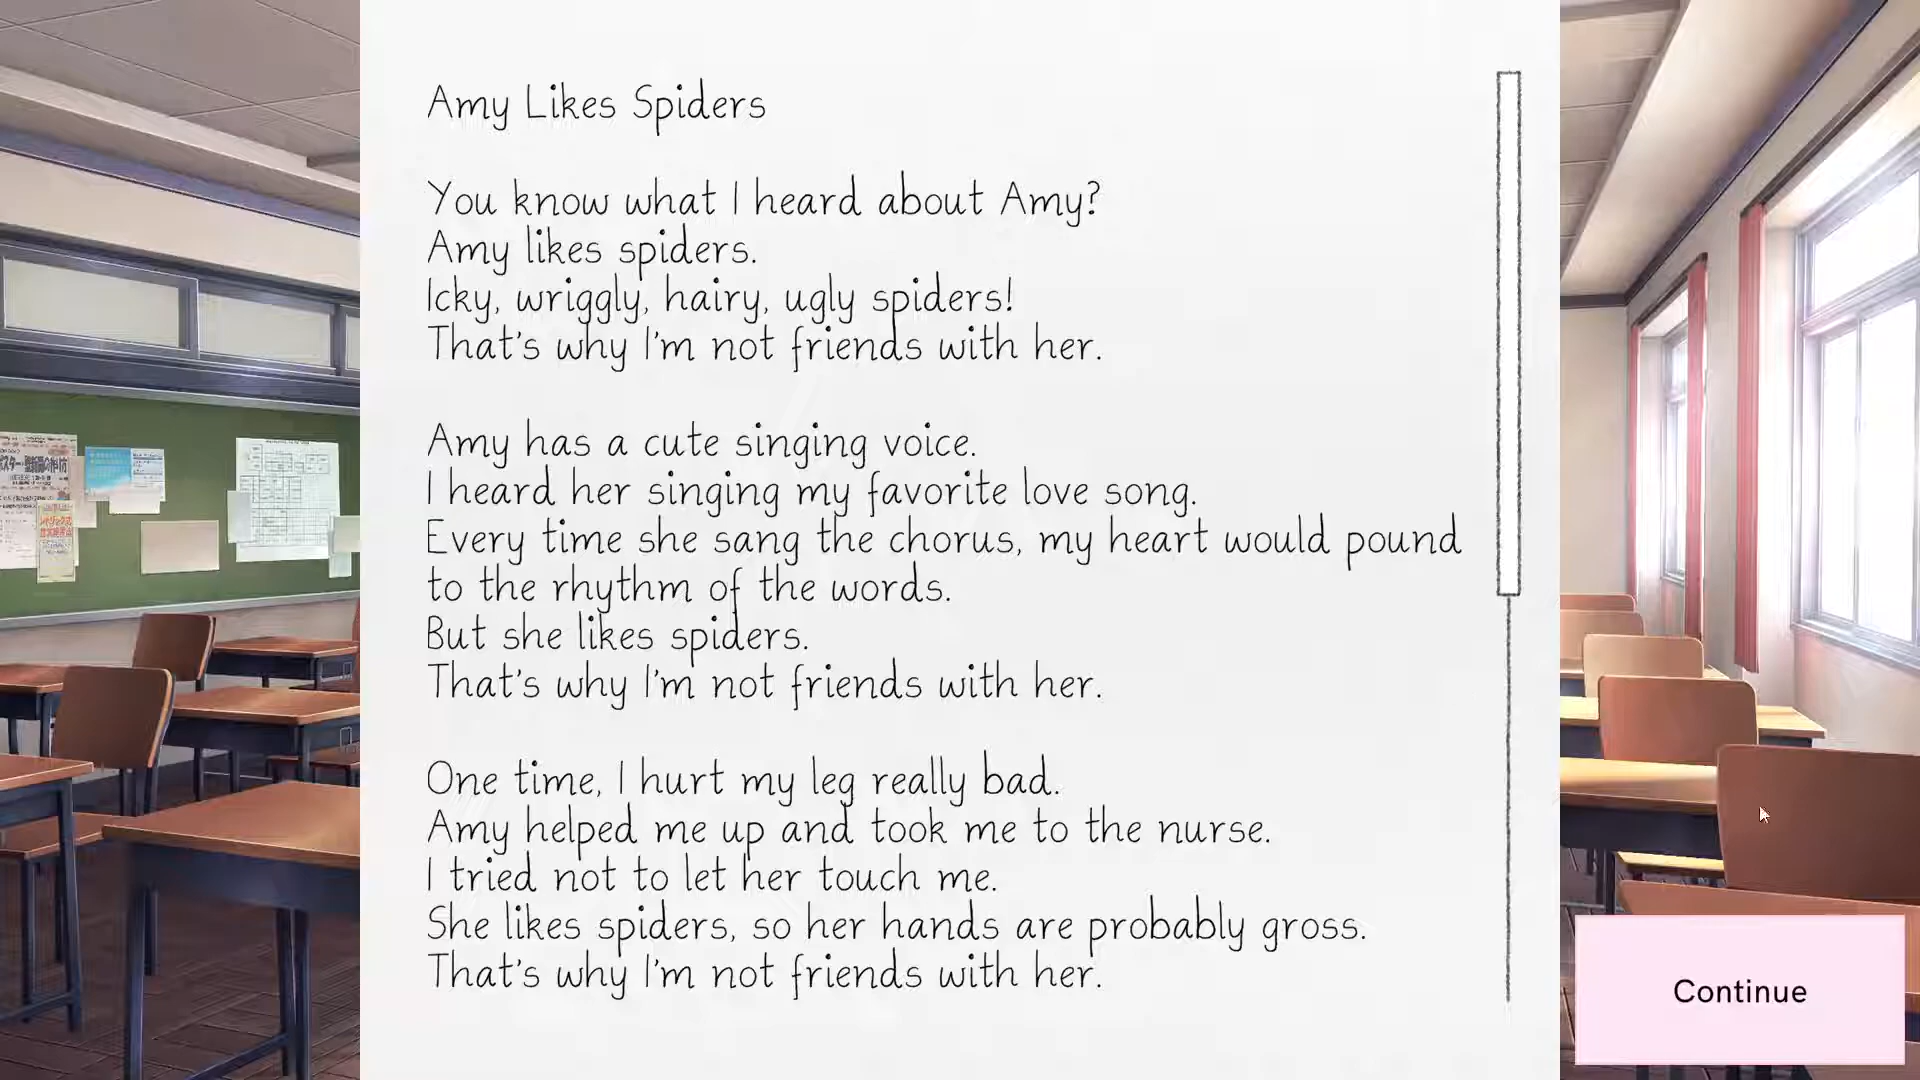 Amy Likes Spiders
You know what I heard about Amy?
Amy likes spiders.
Icky, wriggly, hairy, ugly spiders!
That's why I'm not friends with her.
Amy has a cute singing voice.
I heard her singing my favorite love song.
Every time she sang the chorus, my heart would pound
to the rhythm of the words.
But she likes spiders.
That's why I'm not friends with her.
One time, I hurt my leg really bad.
Amy helped me up and took me to the nurse.
I tried not to let her touch me.
She likes spiders, so her hands are probably gross.
That's why I'm not friends with her.
Continue